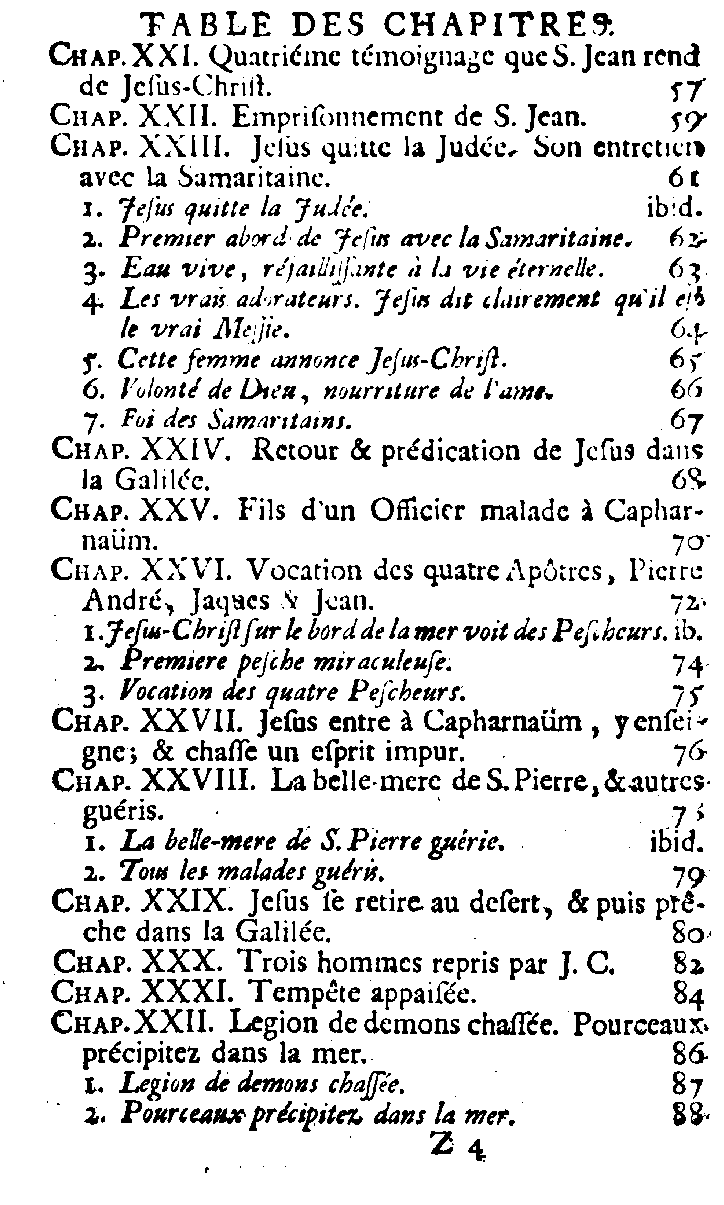 TABLE DES CHAPITRES.
CHAP. XXI. Quatriéme témoignage que S. Jean rend
de Jeſus-Chriſt. 57
CHAP. XXII. Empriſonnement de S. Jean. 59
CHAP. XXIII. Jeſus quitte la Judée. Son entretien
avec la Samaritaine. 61
1. Jeſus quitte la Judée. ibid.
2. Premier abord de Jeſus avec la Samaritaine. 62
3. Eau vive, réjailliſſante à la vie éternelle. 63
4. Les vrais adorateurs. Jeſus dit clairement qu'il eſt
le vrai Meſſie. 64
5. Cette femme annonce Jeſus-Chriſt. 65
6. Volonté de Dieu, nourriture de l'ame. 66
7. Foi des Samaritains. 67
CHAP. XXIV. Retour & prédication de Jeſus dans
la Galilée. 68
CHAP. XXV. Fils d'un Officier malade à Caphar-
naüm. 70
CHAP. XXVI. Vocation des quatre Apôtres, Pierre
André, Jaques & Jean. 72
1. Jeſus-Chriſt ſur le bord de la mer voit des Peſcheurs. ib.
2. Premiere peſche miraculeuſe. 74
3. Vocation des quatre Peſcheurs. 75
CHAP. XXVII. Jeſus entre à Capharnaüm, y enſei-
gne; & chaſſe un eſprit impur. 76
CHAP. XXVIII. La belle-mere de S. Pierre, & autres
guéris.
1. La belle-mere de S. Pierre guérie. ibid.
2. Tous les malades guéris. 79
CHAP. XXIX. Jeſus ſe retire au deſert, & puis prê-
che dans la Galilée. 80
CHAP. XXX. Trois hommes repris par J. C. 82
CHAP. XXXI. Tempête appaiſée. 84
CHAP. XXII. Legion de demons chaſſée. Pourceaux
précipitez dans la mer. 86
1. Legion de demons chaſſée. 87
2. Pourceaux précipitez dans la mer. 88
Z 4